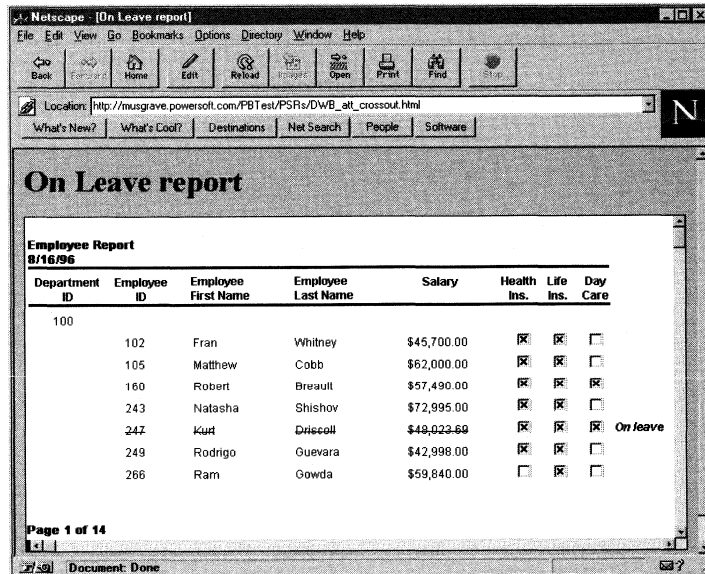 Netscape - [On Leave report]
File Edit View Go Bookmarks Options Directory Window Help
Back Forward Home Edit Reload Images Open Print Find Stop
Location: http://musgrave.powersoft.com/PBTest/PSRs/DWB_att_crossout.html
N
What's New? What's Cool? Destinations Net Search People Software
On Leave report
Employee Report
8/16/96
Department ID Employee ID Employee First Name Employee Last Name Salary Health Ins. Life Ins. Day Care
100
102 Fran Whitney $45,700.00
105 Matthew Cobb $62,000.00
160 Robert Breault $57,490.00
243 Natasha Shishov $72,995.00
247 Kurt Driscoll $48,023.69 On leave
249 Rodrigo Guevara $42,998.00
266 Ram Gowda $59,840.00
Page 1 of 14
Document: Done